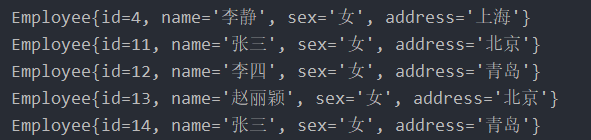 Employee{id=4, name='李静', sex='女', address='上海'}
Employee{id=11, name='张三', sex='女', address='北京'}
Employee{id=12, name='李四', sex='女', address='青岛'}
Employee{id=13, name='赵丽颖', sex='女', address='北京'}
Employee{id=14, name='张三', sex='女', address='青岛'}